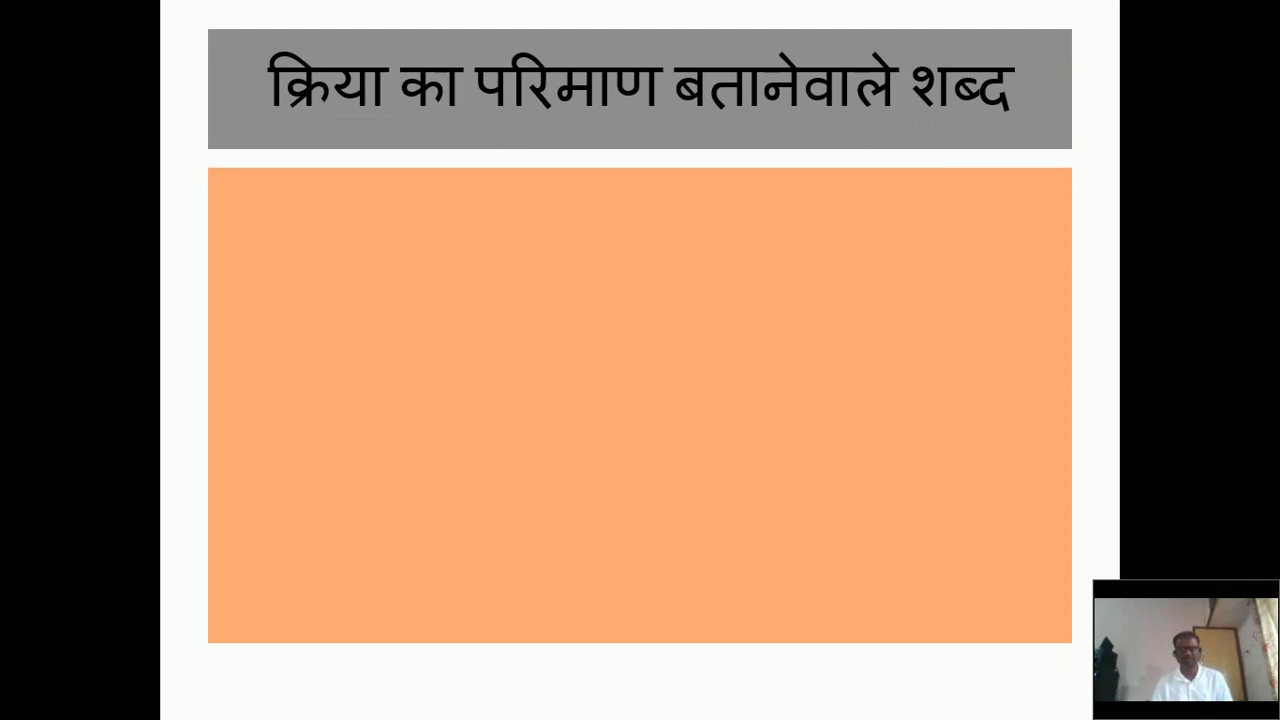 क्रिया का परिमाण बतानेवाले शब्द